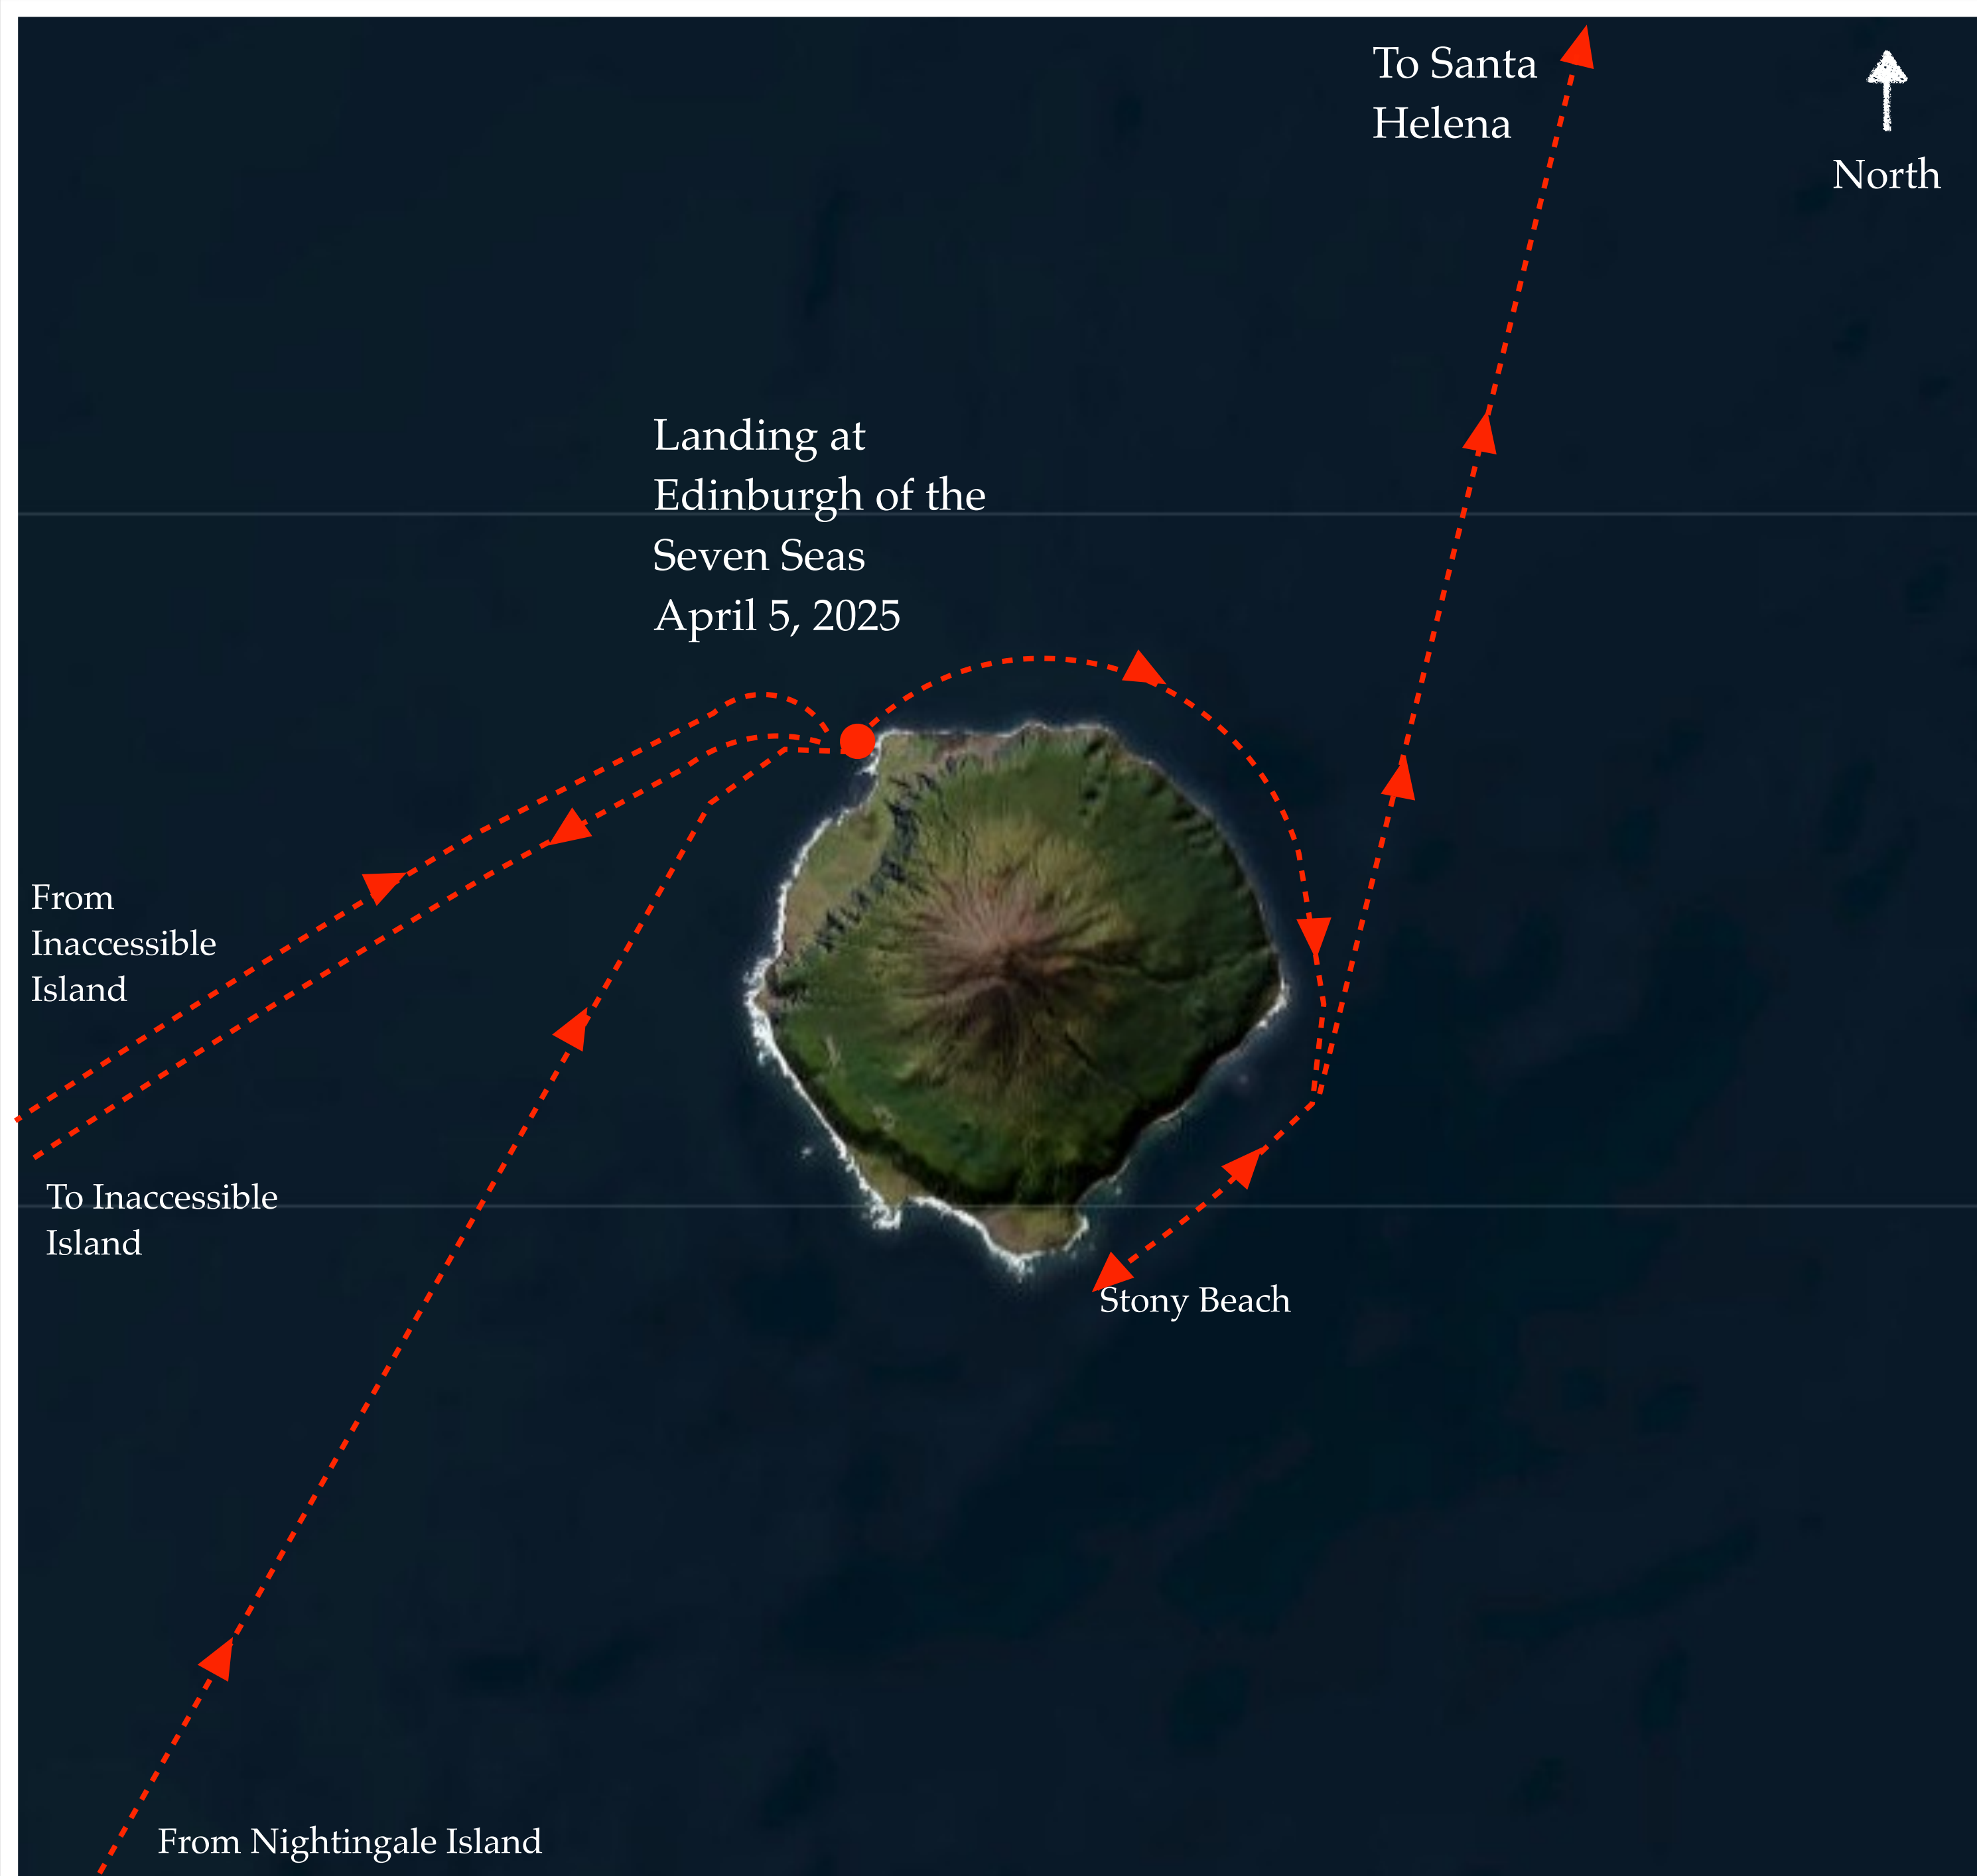 To Santa
Helena
North
Landing at
Edinburgh of the
Seven Seas
April 5, 2025
From
Inaccessible
Island
To Inaccessible
Island
Stony Beach
From Nightingale Island